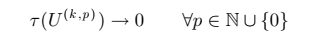 τ(U^{(k,p)}) → 0 ∀p ∈ ℕ ∪ {0}